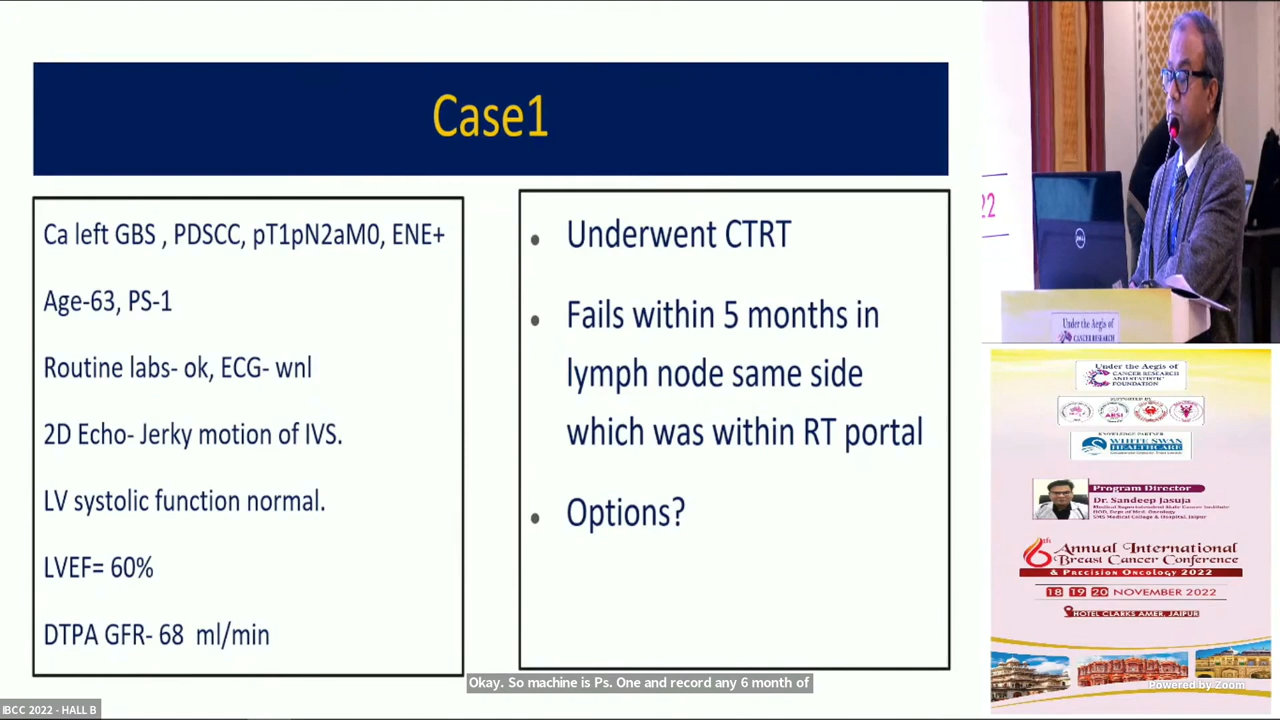 Case1
Ca left GBS , PDSCC, pT1pN2aM0, ENE+
Age-63, PS-1
Routine labs- ok, ECG- wnl
2D Echo- Jerky motion of IVS.
LV systolic function normal.
LVEF= 60%
DTPA GFR- 68 ml/min
Underwent CTRT
Fails within 5 months in
lymph node same side
which was within RT portal
Options?
Okay. So machine is Ps. One and record any 6 month of
IBCC 2022 - HALL B
22
DELL
Under the Aegis of
CANCER RESEARCH
Under the Aegis of
CANCER RESEARCH
AND STATISTIC
FOUNDATION
SUPPORTED BY
ARSI
KNOWLEDGE PARTNER
WHITE SWAN
HEALTHCARE
Program Director
Dr. Sandeep Jasuja
Medical Superintendent State Cancer Institute
HOD, Dept of Med. Oncology
SMS Medical College & Hospital, Jaipur
6th Annual International
Breast Cancer Conference
& Precision Oncology 2022
18 19 20 NOVEMBER 2022
HOTEL CLARKS AMER, JAIPUR
Powered by Zoom